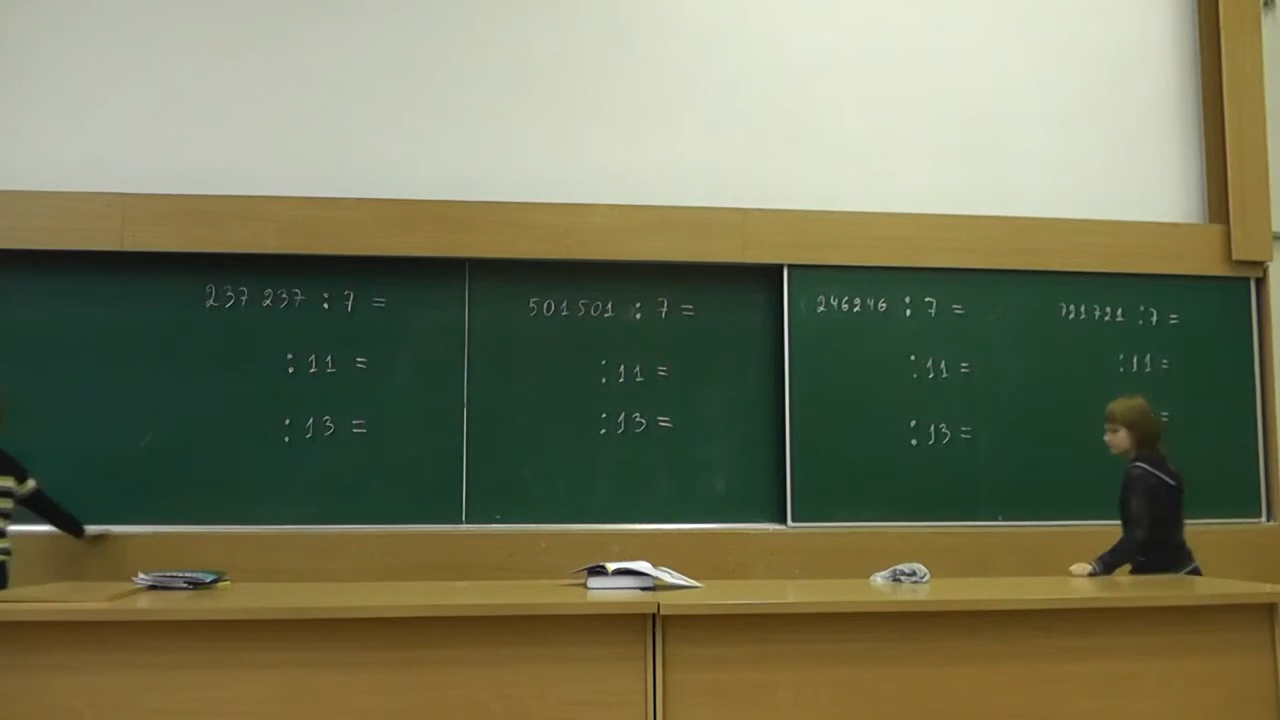 237 237 : 7 =
: 11 =
: 13 =
501501 : 7 =
: 11 =
: 13 =
246246 : 7 =
: 11 =
: 13 =
721721 : 7 =
: 11 =
=